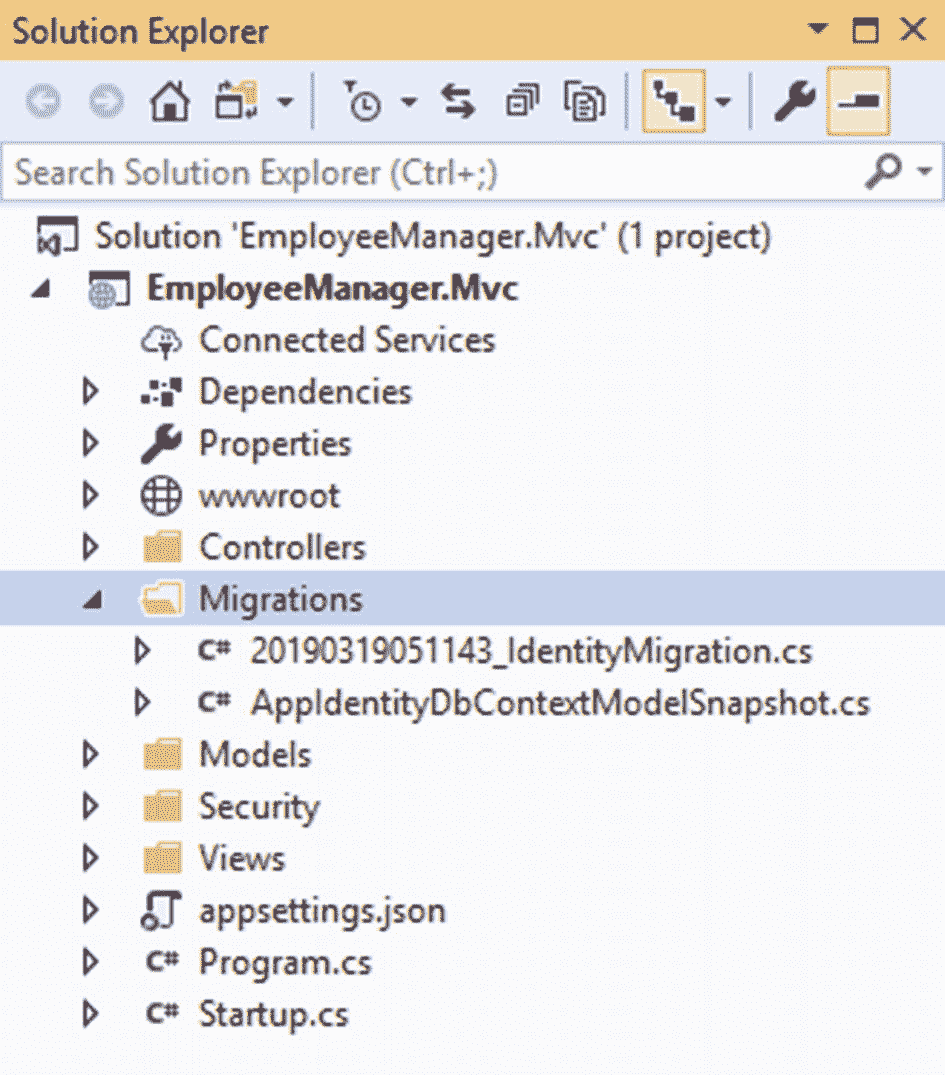 Solution Explorer
Search Solution Explorer (Ctrl+;)
Solution 'EmployeeManager.Mvc' (1 project)
EmployeeManager.Mvc
Connected Services
Dependencies
Properties
wwwroot
Controllers
Migrations
C# 20190319051143_IdentityMigration.cs
C# AppIdentityDbContextModelSnapshot.cs
Models
Security
Views
appsettings.json
C# Program.cs
C# Startup.cs